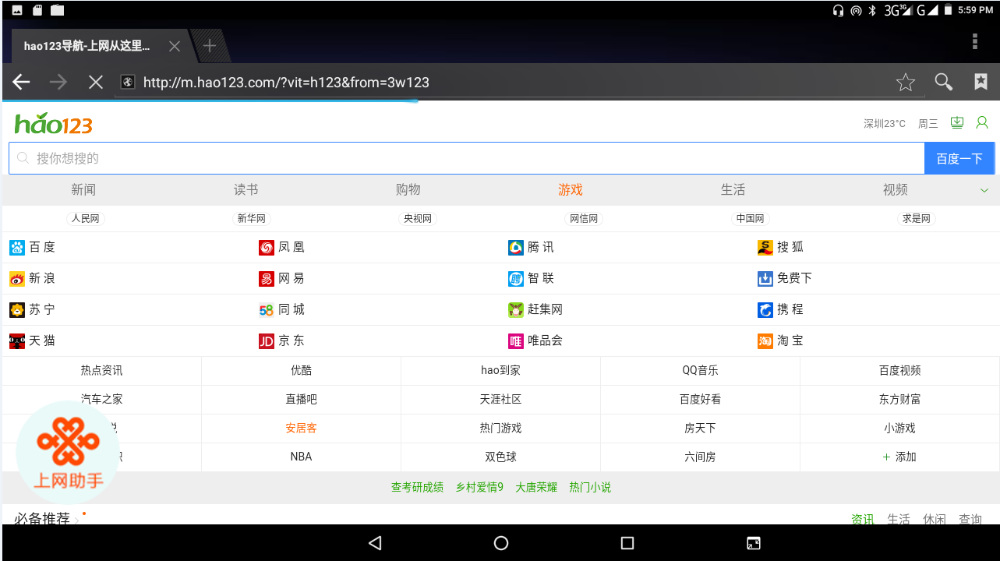 3G 3G G 5:59 PM
hao123导航-上网从这里...
http://m.hao123.com/?vit=h123&from=3w123
hao123 深圳23°C 周三
搜你想搜的 百度一下
新闻 读书 购物 游戏 生活 视频
人民网 新华网 央视网 网信网 中国网 求是网
百度 凤凰 腾讯 S 搜狐
新浪 易 网易 聘 智联 免费下
苏宁 58 同城 赶集网 携程
天猫 JD 京东 唯 唯品会 淘 淘宝
热点资讯 优酷 hao到家 QQ音乐 百度视频
汽车之家 直播吧 天涯社区 百度好看 东方财富
安居客 热门游戏 房天下 小游戏
NBA 双色球 六间房 + 添加
上网助手
查考研成绩 乡村爱情9 大唐荣耀 热门小说
必备推荐 资讯 生活 休闲 查询